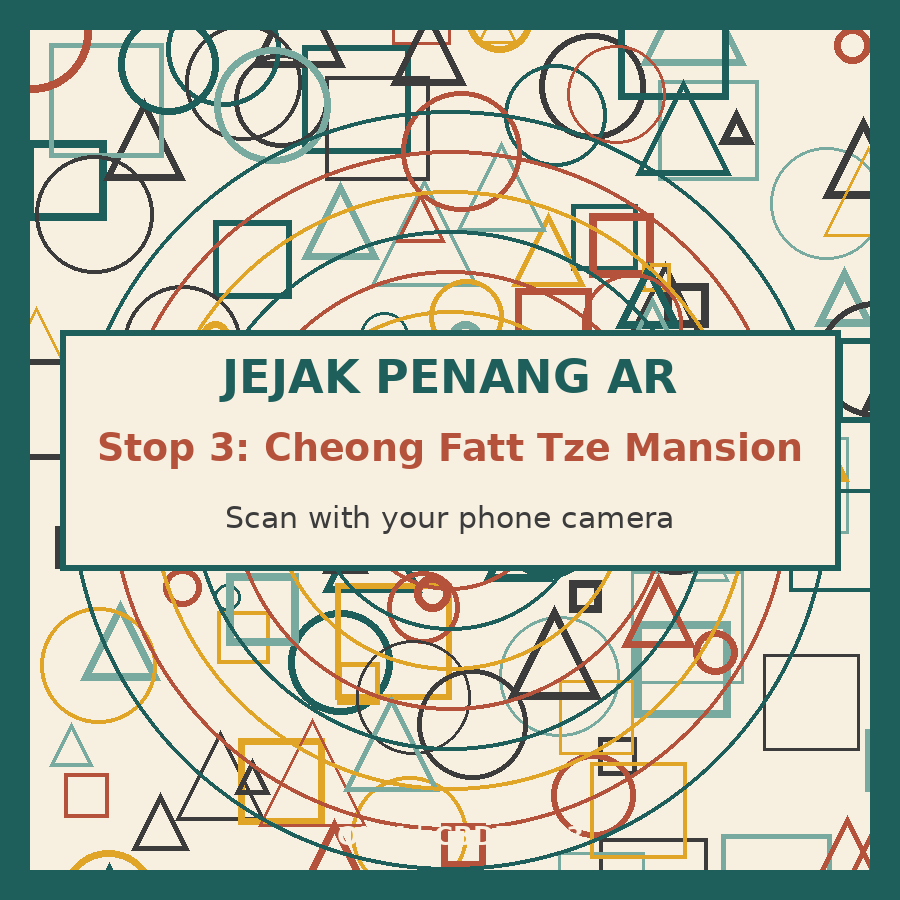 JEJAK PENANG AR
Stop 3: Cheong Fatt Tze Mansion
Scan with your phone camera